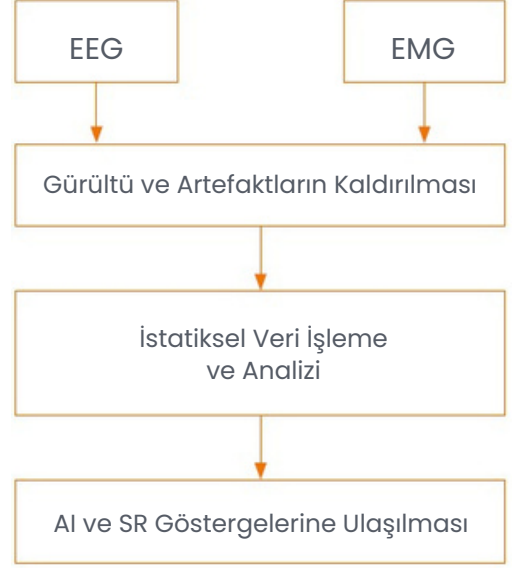 EEG
EMG
Gürültü ve Artefaktların Kaldırılması
İstatiksel Veri İşleme
ve Analizi
AI ve SR Göstergelerine Ulaşılması